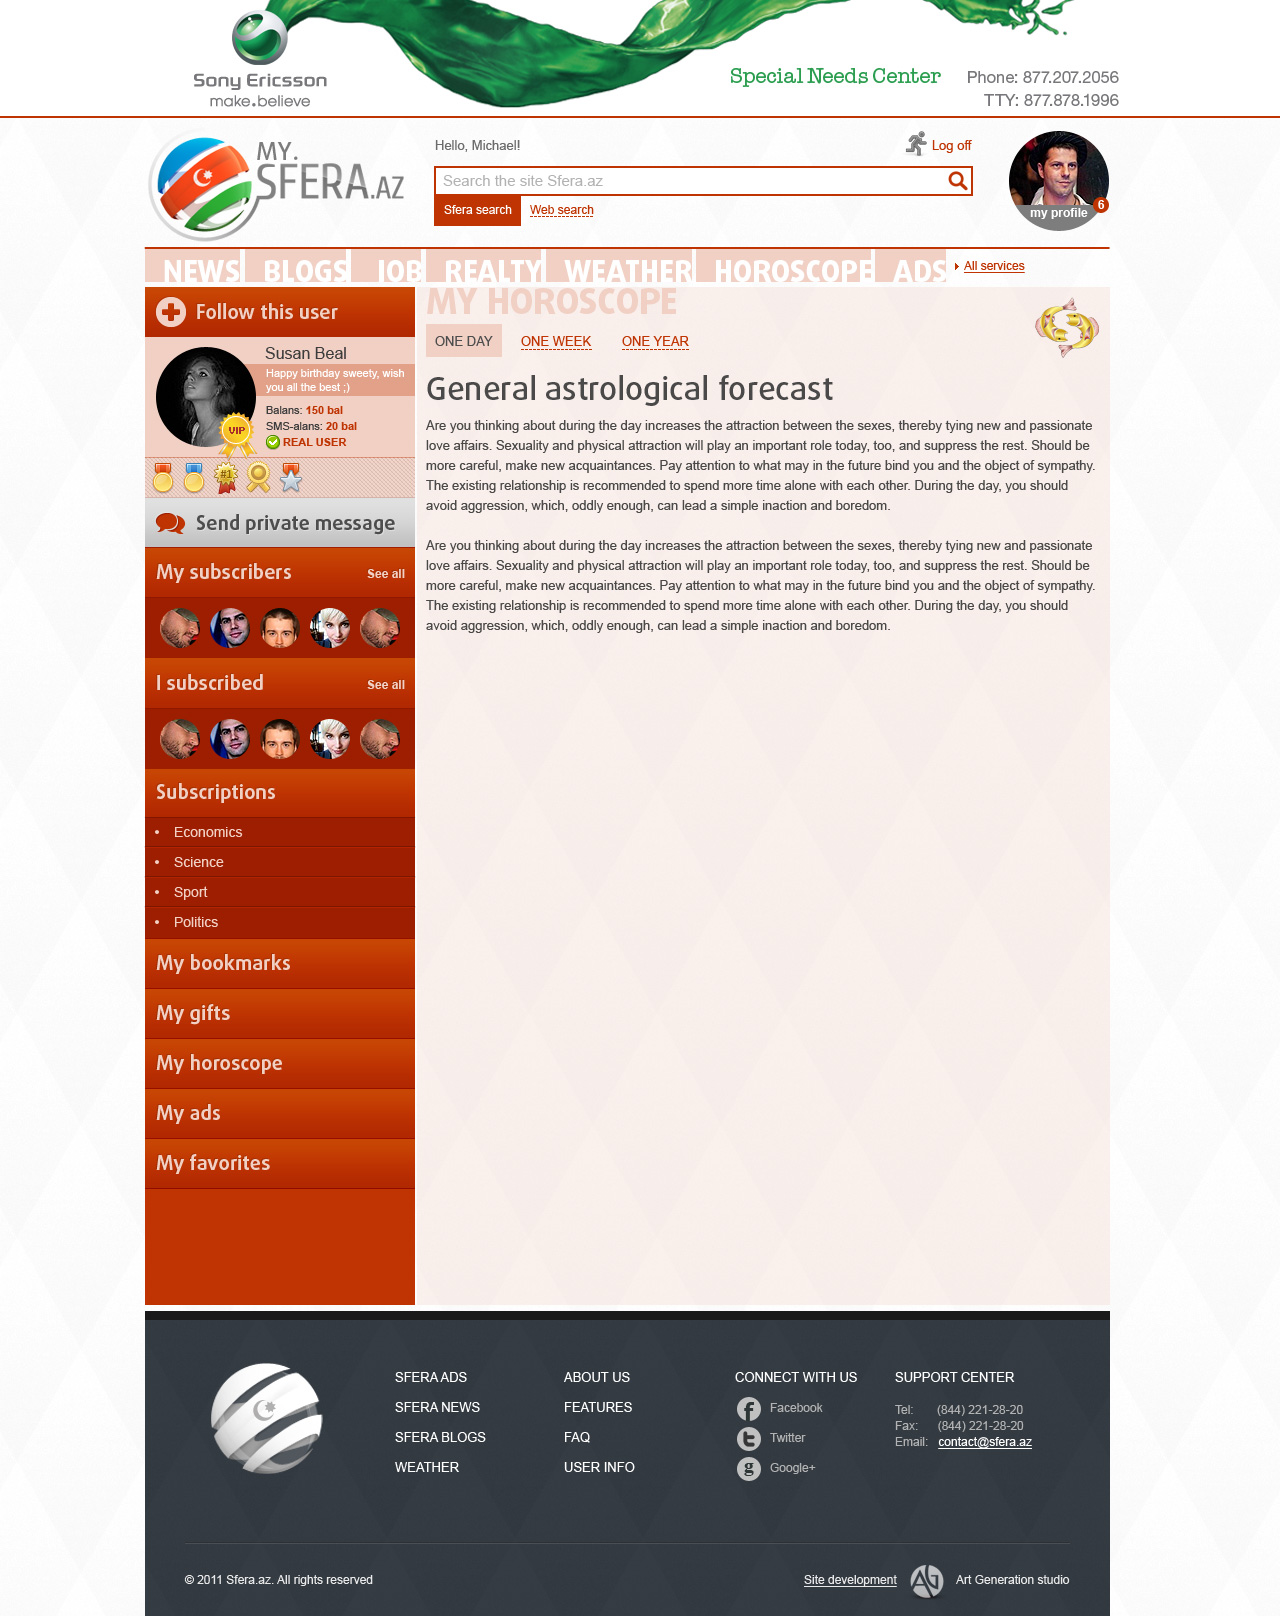 Sony Ericsson
make.believe
Special Needs Center
Phone: 877.207.2056
TTY: 877.878.1996
MY.
SFERA.AZ
Hello, Michael!
Log off
Search the site Sfera.az
Sfera search
Web search
my profile
6
NEWS BLOGS JOB REALTY WEATHER HOROSCOPE ADS
All services
Follow this user
Susan Beal
Happy birthday sweety, wish
you all the best ;)
Balans: 150 bal
SMS-alans: 20 bal
REAL USER
VIP
#1
Send private message
My subscribers
See all
I subscribed
See all
Subscriptions
• Economics
• Science
• Sport
• Politics
My bookmarks
My gifts
My horoscope
My ads
My favorites
MY HOROSCOPE
ONE DAY ONE WEEK ONE YEAR
General astrological forecast
Are you thinking about during the day increases the attraction between the sexes, thereby tying new and passionate
love affairs. Sexuality and physical attraction will play an important role today, too, and suppress the rest. Should be
more careful, make new acquaintances. Pay attention to what may in the future bind you and the object of sympathy.
The existing relationship is recommended to spend more time alone with each other. During the day, you should
avoid aggression, which, oddly enough, can lead a simple inaction and boredom.
Are you thinking about during the day increases the attraction between the sexes, thereby tying new and passionate
love affairs. Sexuality and physical attraction will play an important role today, too, and suppress the rest. Should be
more careful, make new acquaintances. Pay attention to what may in the future bind you and the object of sympathy.
The existing relationship is recommended to spend more time alone with each other. During the day, you should
avoid aggression, which, oddly enough, can lead a simple inaction and boredom.
SFERA ADS
SFERA NEWS
SFERA BLOGS
WEATHER
ABOUT US
FEATURES
FAQ
USER INFO
CONNECT WITH US
Facebook
Twitter
Google+
SUPPORT CENTER
Tel: (844) 221-28-20
Fax: (844) 221-28-20
Email: contact@sfera.az
© 2011 Sfera.az. All rights reserved
Site development
AG
Art Generation studio